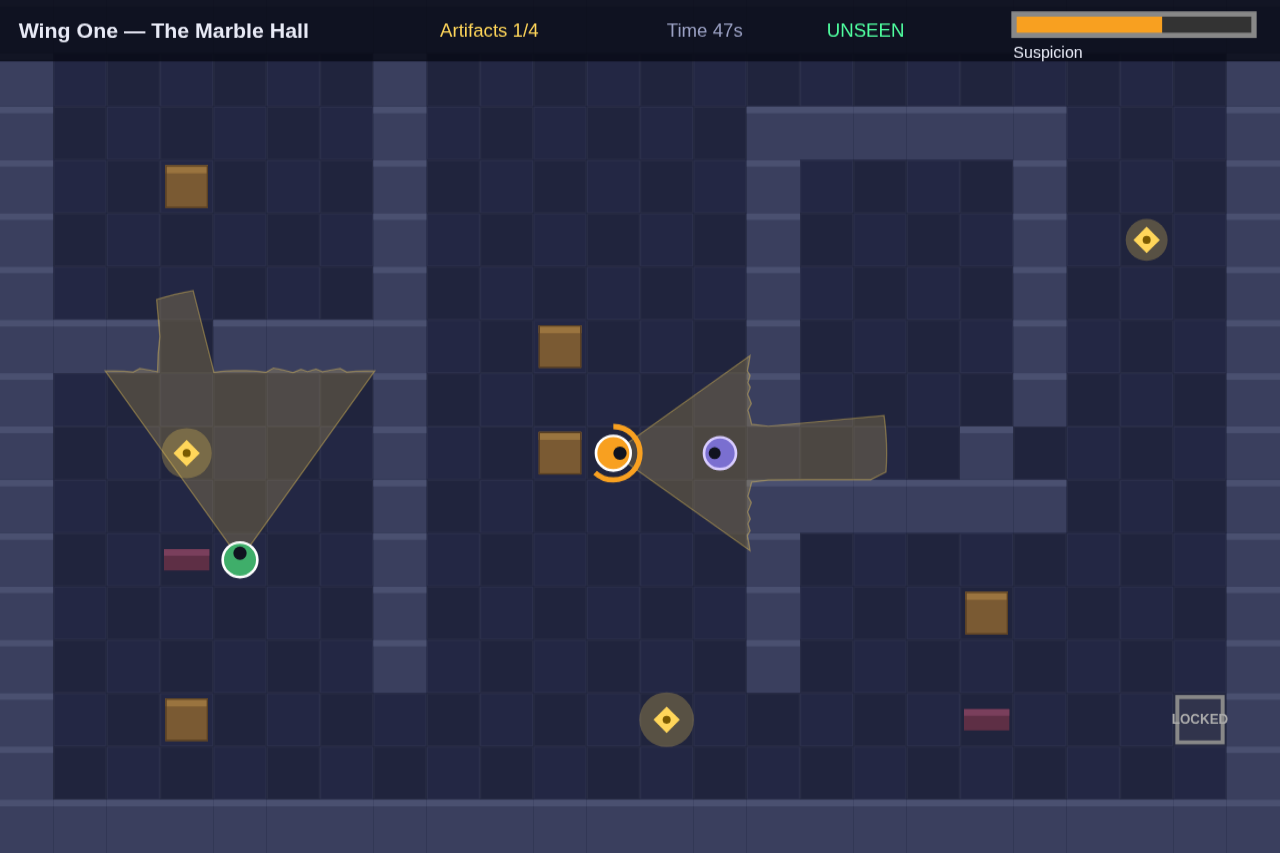 Wing One — The Marble Hall
Artifacts 1/4
Time 47s
UNSEEN
Suspicion
LOCKED